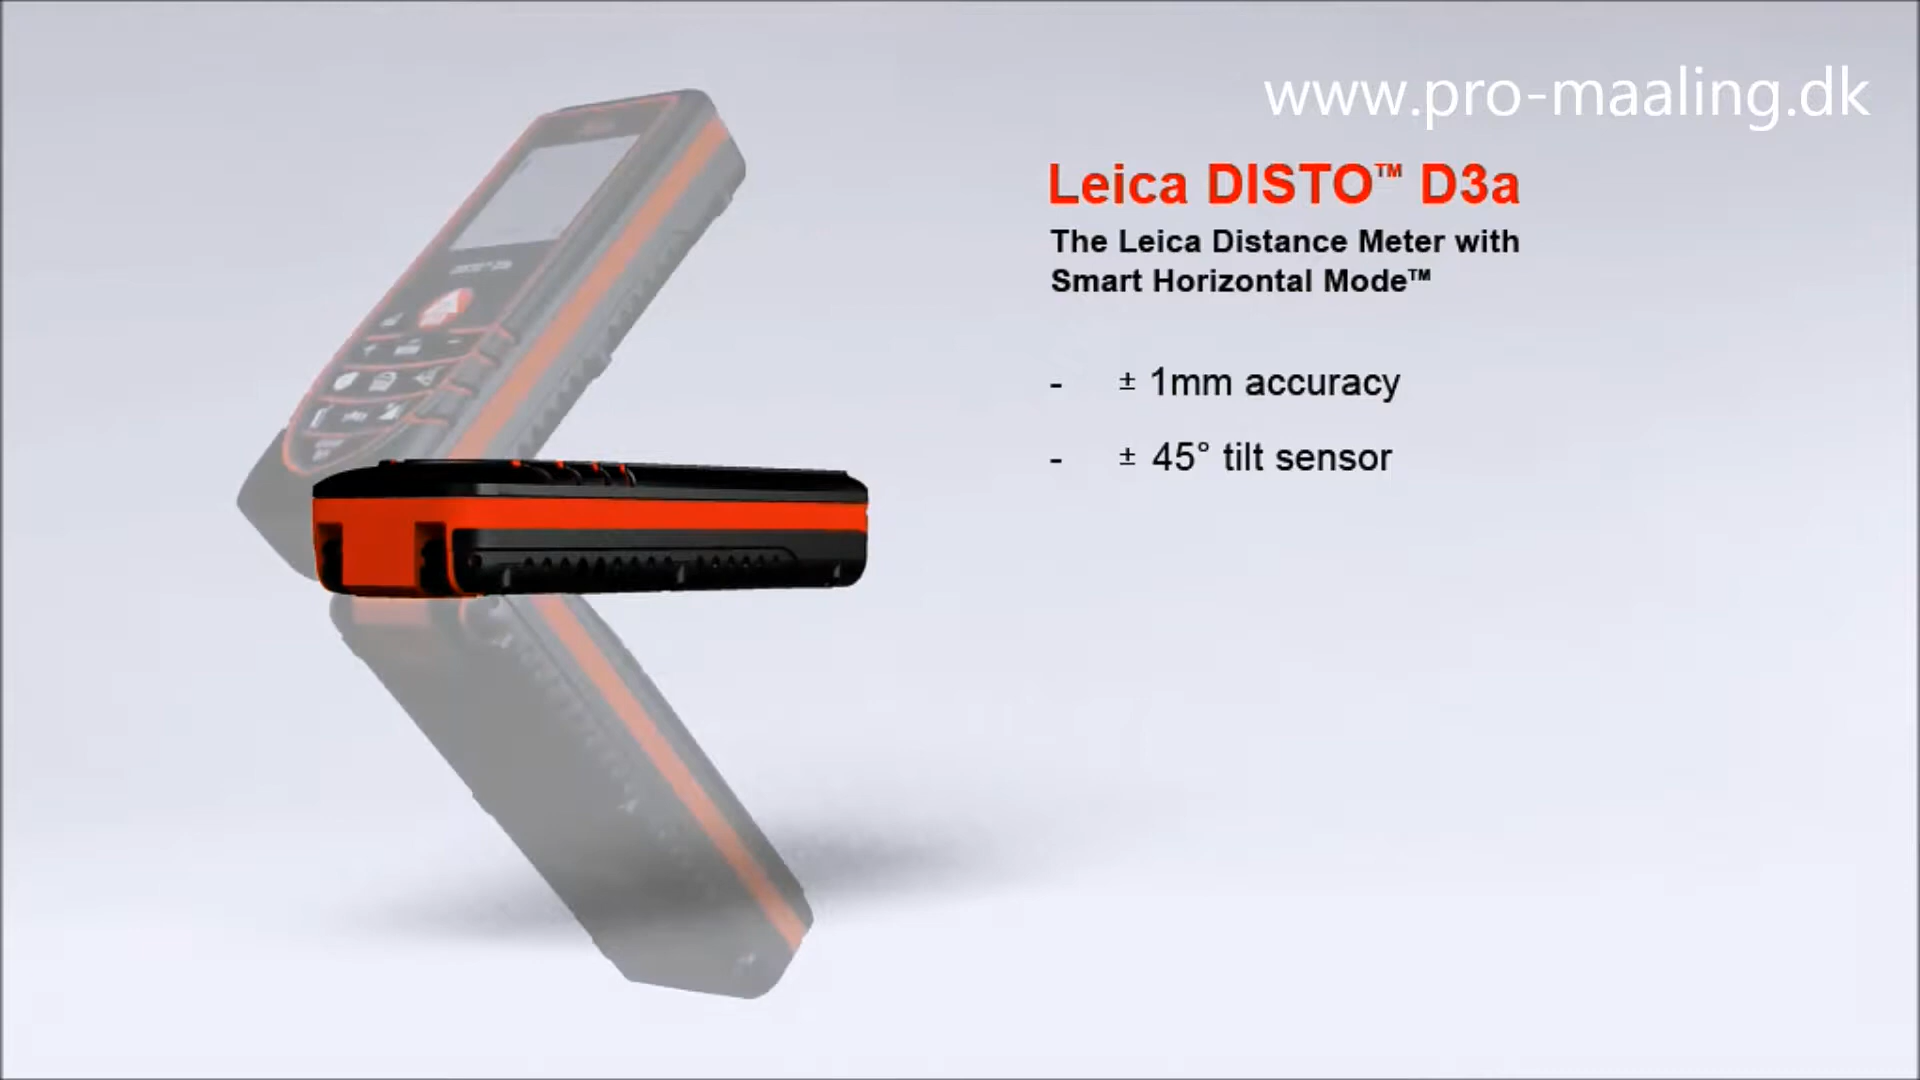 www.pro-maaling.dk
Leica DISTO™ D3a
The Leica Distance Meter with
Smart Horizontal Mode™
- ± 1mm accuracy
- ± 45° tilt sensor